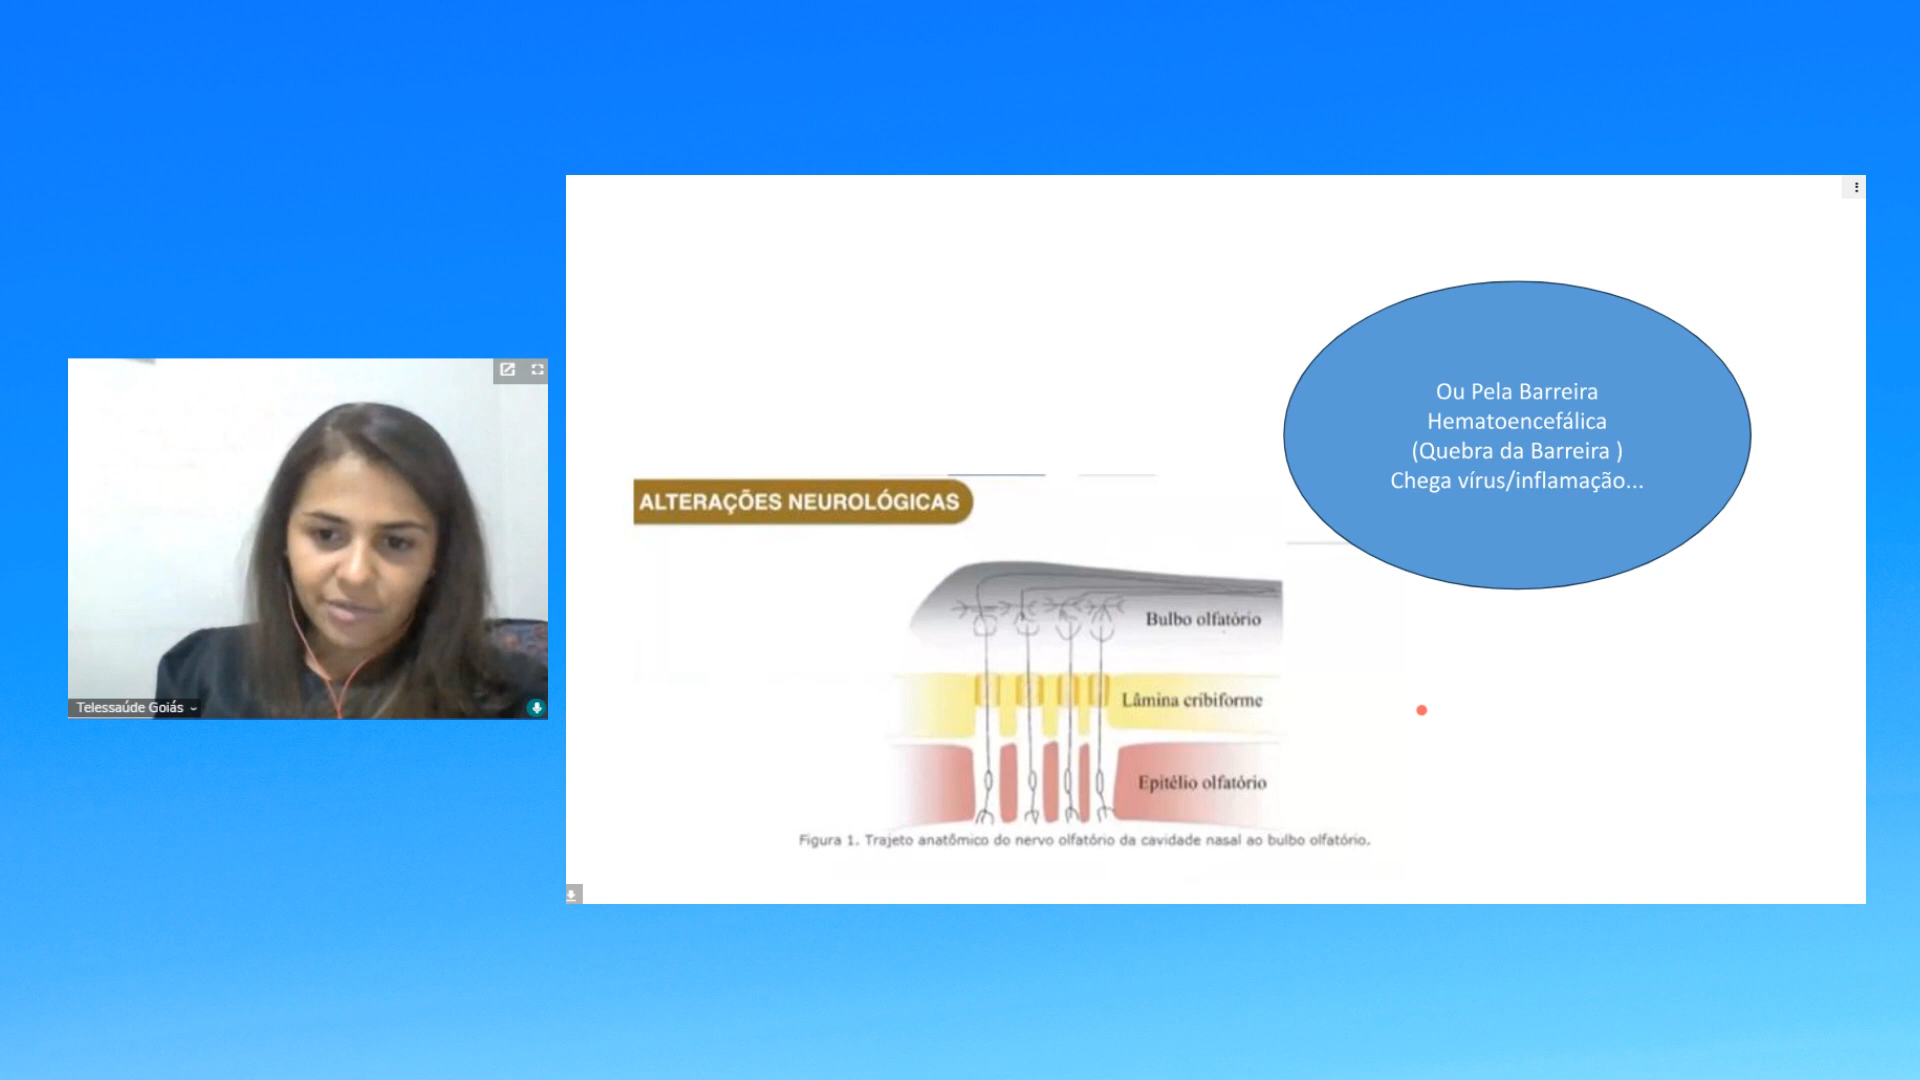 Telessaúde Goiás
Ou Pela Barreira
Hematoencefálica
(Quebra da Barreira )
Chega vírus/inflamação...
ALTERAÇÕES NEUROLÓGICAS
Bulbo olfatório
Lâmina cribiforme
Epitélio olfatório
Figura 1. Trajeto anatômico do nervo olfatório da cavidade nasal ao bulbo olfatório.